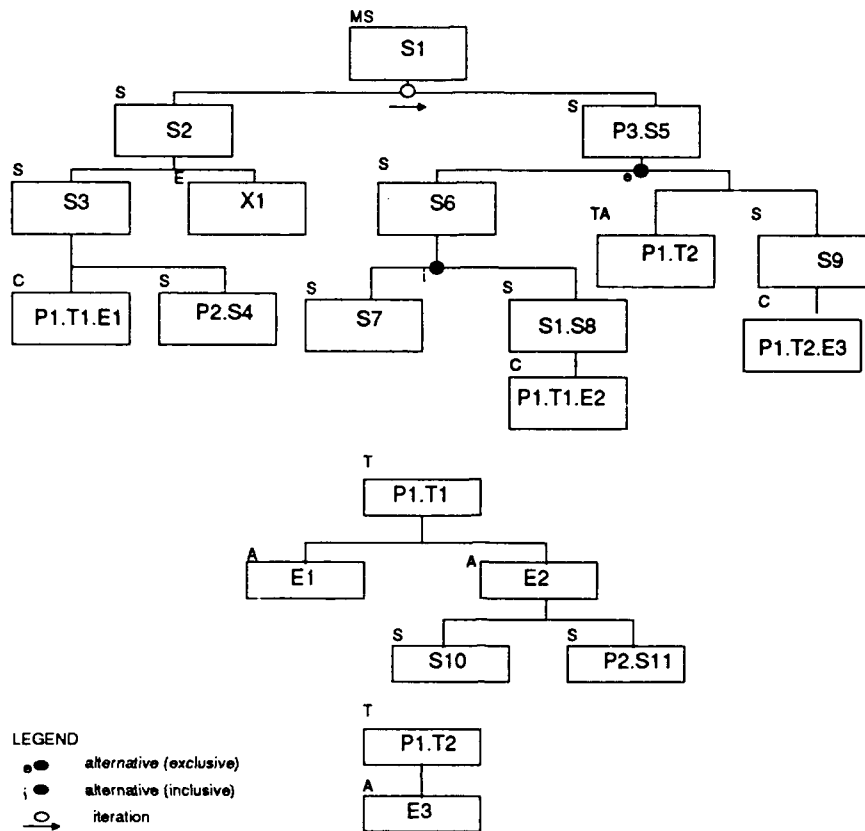 MS
S1
S
S
S2
P3.S5
S
E
S
e
S3
X1
S6
TA
S
P1.T2
S9
C
S
S
i
S
C
P1.T1.E1
P2.S4
S7
S1.S8
P1.T2.E3
C
P1.T1.E2
T
P1.T1
A
A
E1
E2
S
S
S10
P2.S11
T
P1.T2
A
E3
LEGEND
e alternative (exclusive)
i alternative (inclusive)
iteration